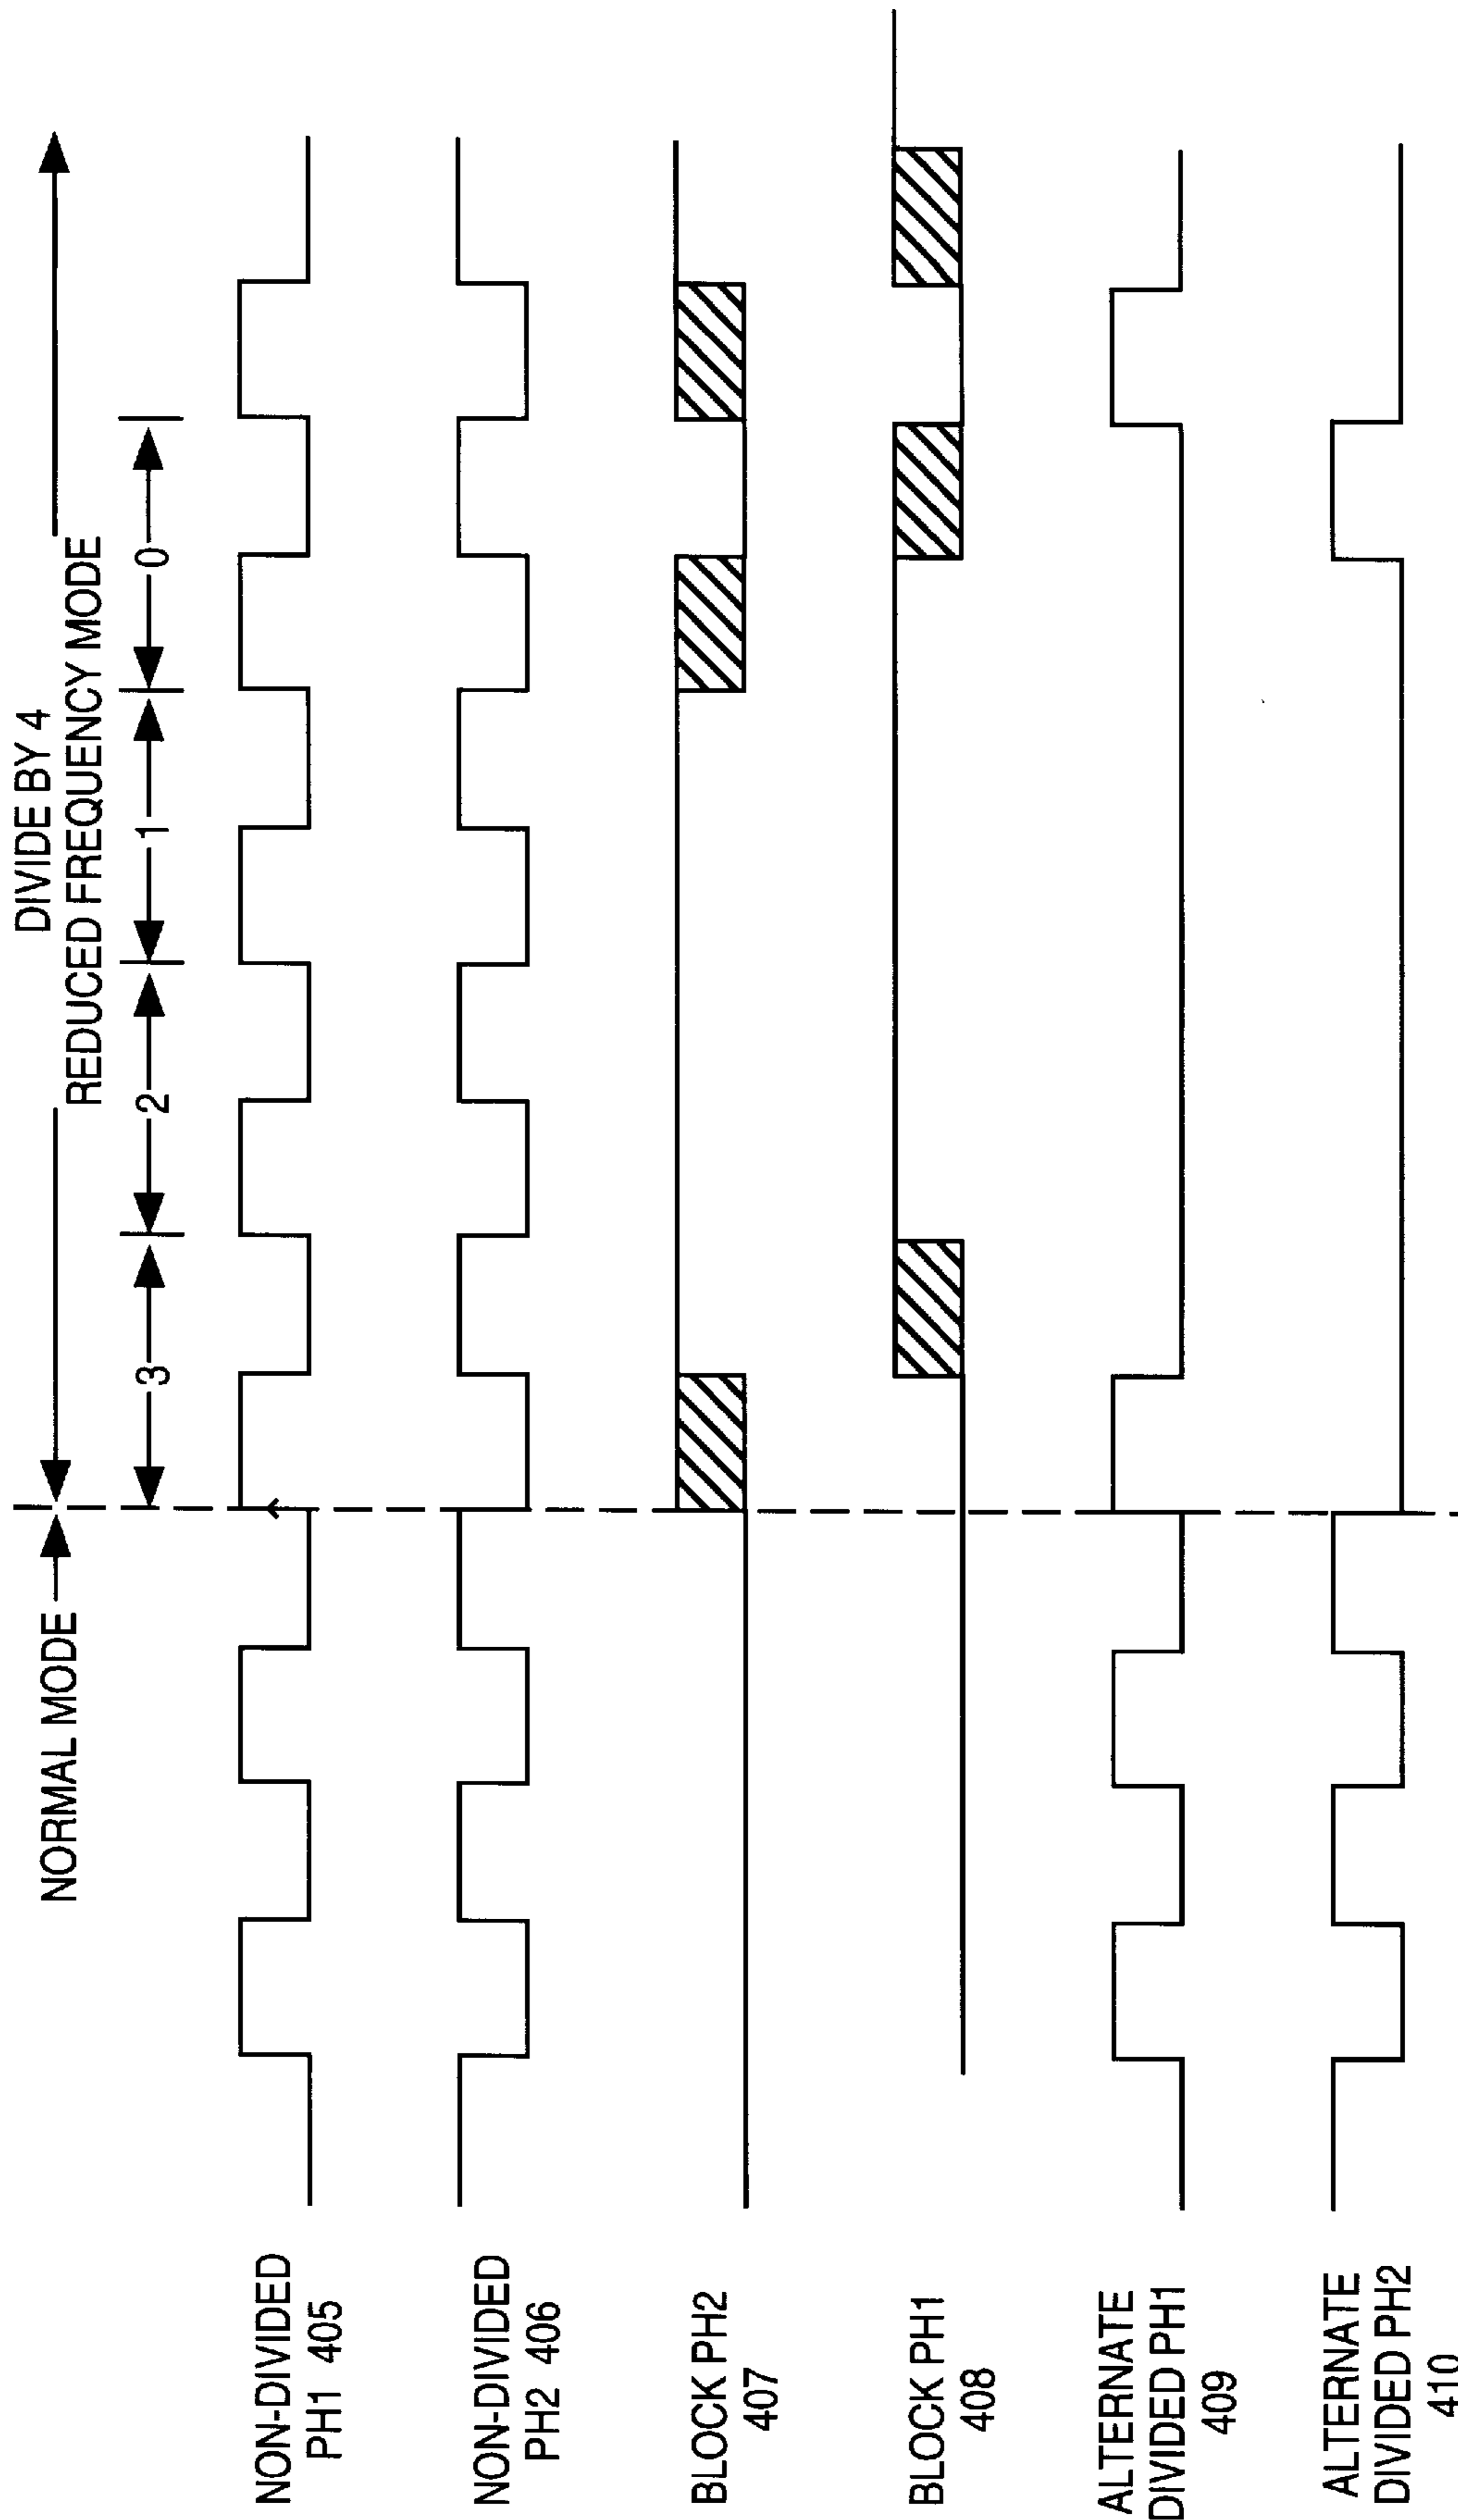 NORMAL MODE
DIVIDE BY 4
REDUCED FREQUENCY MODE
3
2
1
0
NON-DIVIDED
PH1 405
NON-DIVIDED
PH2 406
BLOCK PH2
407
BLOCK PH1
408
ALTERNATE
DIVIDED PH1
409
ALTERNATE
DIVIDED PH2
410